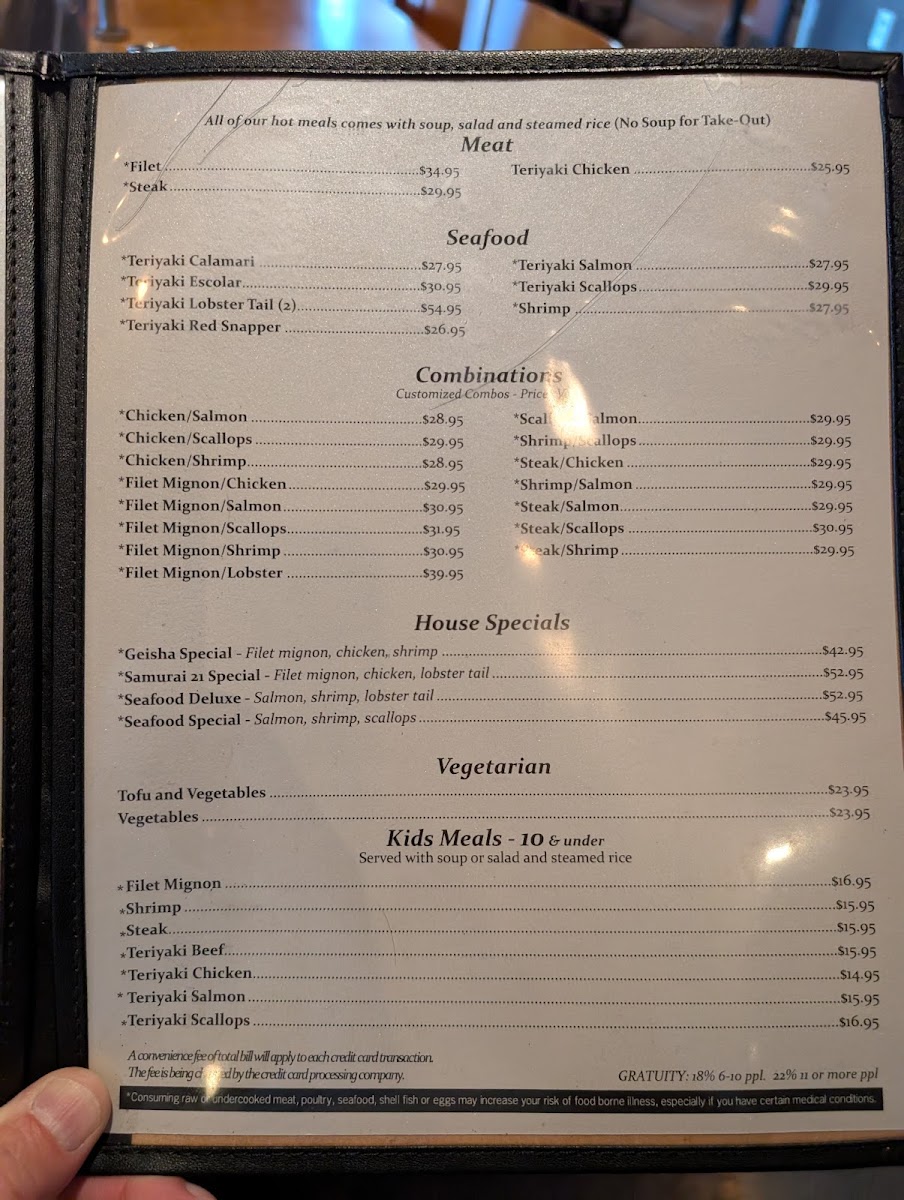 All of our hot meals comes with soup, salad and steamed rice (No Soup for Take-Out)
Meat
*Filet ........ $34.95
*Steak ........ $29.95
Teriyaki Chicken ........ $25.95
Seafood
*Teriyaki Calamari ........ $27.95
*Teriyaki Escolar ........ $30.95
*Teriyaki Lobster Tail (2) ........ $54.95
*Teriyaki Red Snapper ........ $26.95
*Teriyaki Salmon ........ $27.95
*Teriyaki Scallops ........ $29.95
*Shrimp ........ $27.95
Combinations
Customized Combos - Price
*Chicken/Salmon ........ $28.95
*Chicken/Scallops ........ $29.95
*Chicken/Shrimp ........ $28.95
*Filet Mignon/Chicken ........ $29.95
*Filet Mignon/Salmon ........ $30.95
*Filet Mignon/Scallops ........ $31.95
*Filet Mignon/Shrimp ........ $30.95
*Filet Mignon/Lobster ........ $39.95
*Scallops/Salmon ........ $29.95
*Shrimp/Scallops ........ $29.95
*Steak/Chicken ........ $29.95
*Shrimp/Salmon ........ $29.95
*Steak/Salmon ........ $29.95
*Steak/Scallops ........ $30.95
*Steak/Shrimp ........ $29.95
House Specials
*Geisha Special - Filet mignon, chicken, shrimp ........ $42.95
*Samurai 21 Special - Filet mignon, chicken, lobster tail ........ $52.95
*Seafood Deluxe - Salmon, shrimp, lobster tail ........ $52.95
*Seafood Special - Salmon, shrimp, scallops ........ $45.95
Vegetarian
Tofu and Vegetables ........ $23.95
Vegetables ........ $23.95
Kids Meals - 10 & under
Served with soup or salad and steamed rice
*Filet Mignon ........ $16.95
*Shrimp ........ $15.95
*Steak ........ $15.95
*Teriyaki Beef ........ $15.95
*Teriyaki Chicken ........ $14.95
* Teriyaki Salmon ........ $15.95
*Teriyaki Scallops ........ $16.95
A convenience fee of total bill will apply to each credit card transaction.
The fee is being charged by the credit card processing company.
GRATUITY: 18% 6-10 ppl. 22% 11 or more ppl
*Consuming raw or undercooked meat, poultry, seafood, shell fish or eggs may increase your risk of food borne illness, especially if you have certain medical conditions.